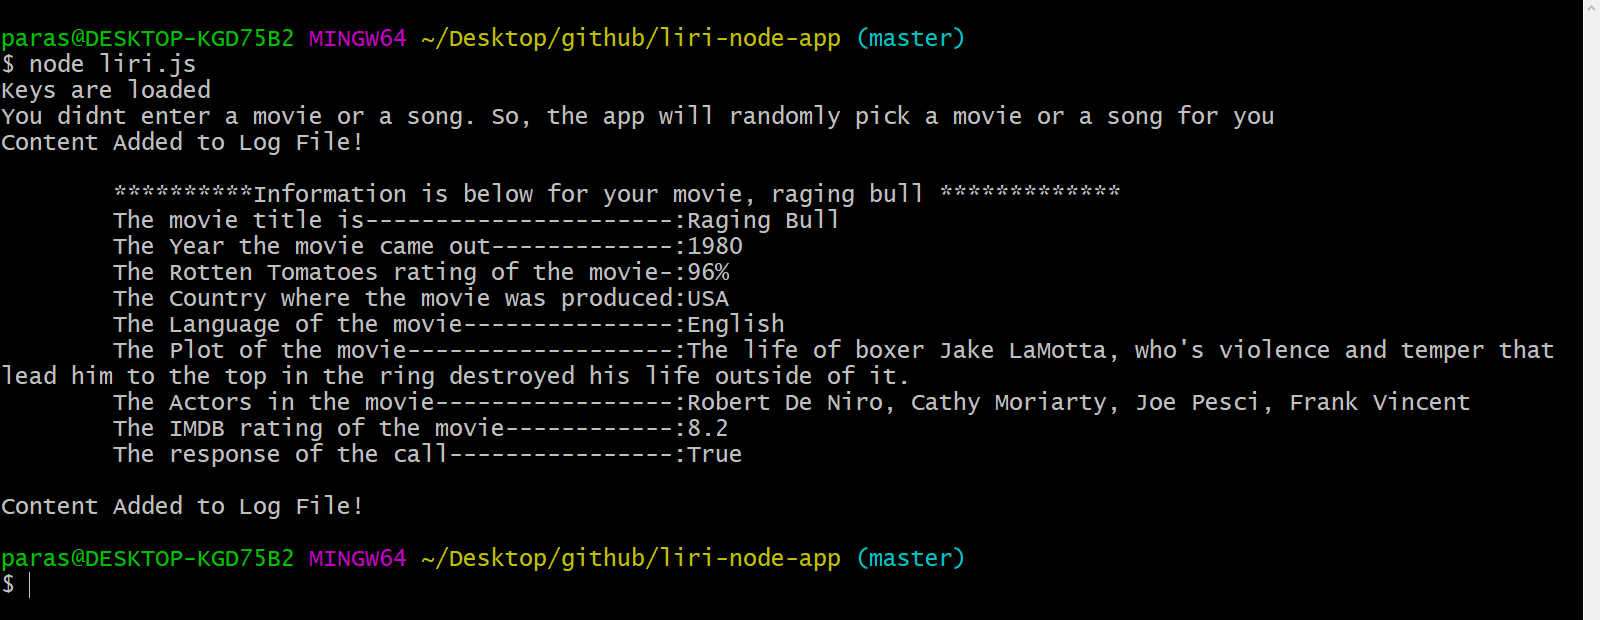 paras@DESKTOP-KGD75B2 MINGW64 ~/Desktop/github/liri-node-app (master)
$ node liri.js
Keys are loaded
You didnt enter a movie or a song. So, the app will randomly pick a movie or a song for you
Content Added to Log File!
**********Information is below for your movie, raging bull *************
The movie title is----------------------:Raging Bull
The Year the movie came out-------------:1980
The Rotten Tomatoes rating of the movie-:96%
The Country where the movie was produced:USA
The Language of the movie---------------:English
The Plot of the movie-------------------:The life of boxer Jake LaMotta, who's violence and temper that
lead him to the top in the ring destroyed his life outside of it.
The Actors in the movie-----------------:Robert De Niro, Cathy Moriarty, Joe Pesci, Frank Vincent
The IMDB rating of the movie------------:8.2
The response of the call----------------:True
Content Added to Log File!
paras@DESKTOP-KGD75B2 MINGW64 ~/Desktop/github/liri-node-app (master)
$